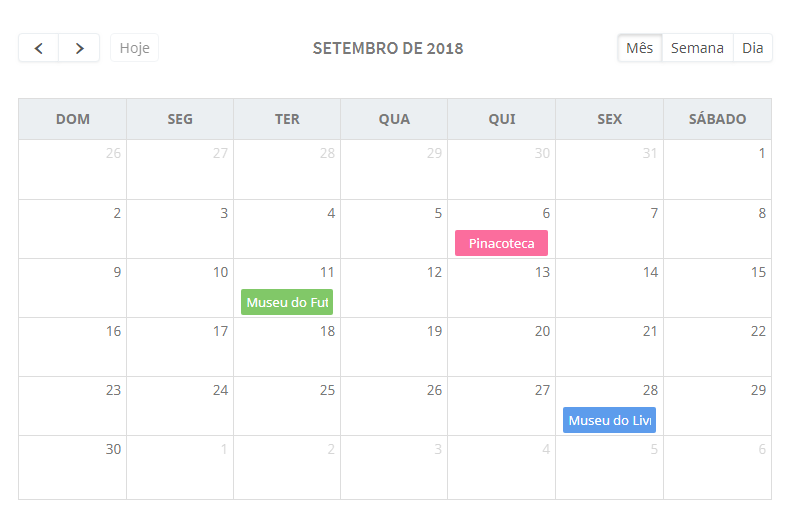 Hoje SETEMBRO DE 2018 Mês Semana Dia
DOM SEG TER QUA QUI SEX SÁBADO
26 27 28 29 30 31 1
2 3 4 5 6 7 8
Pinacoteca
9 10 11 12 13 14 15
Museu do Fut
16 17 18 19 20 21 22
23 24 25 26 27 28 29
Museu do Livr
30 1 2 3 4 5 6